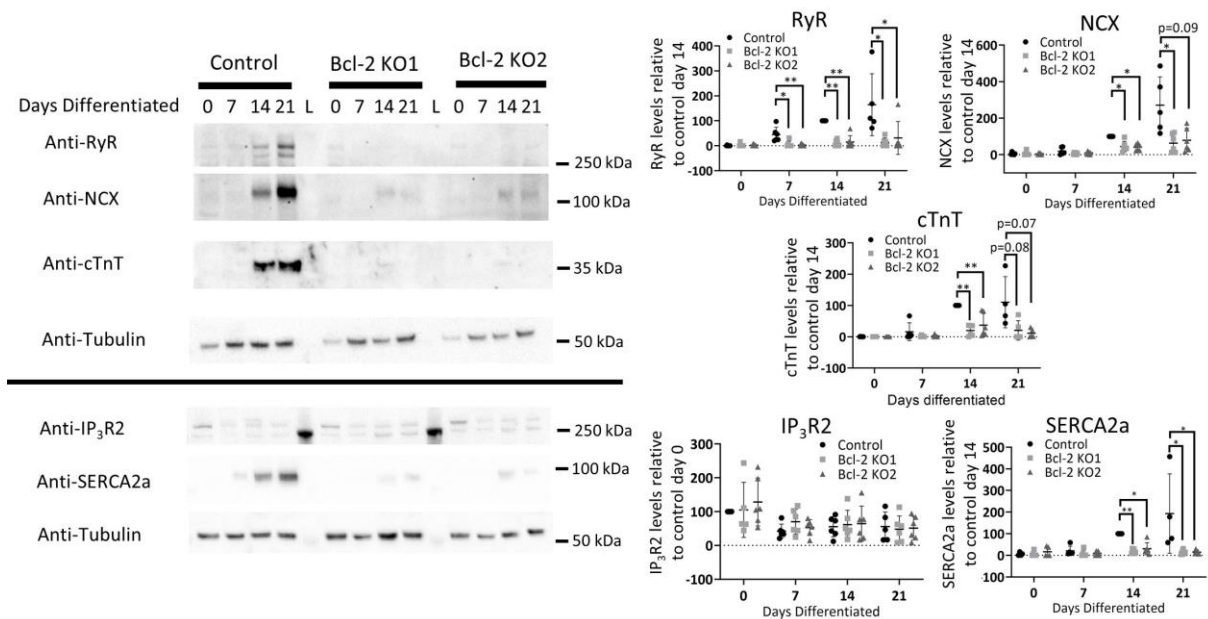 Control
Bcl-2 KO1
Bcl-2 KO2
Days Differentiated 0 7 14 21 L 0 7 14 21 L 0 7 14 21
Anti-RyR
250 kDa
Anti-NCX
100 kDa
Anti-cTnT
35 kDa
Anti-Tubulin
50 kDa
Anti-IP₃R2
250 kDa
Anti-SERCA2a
100 kDa
Anti-Tubulin
50 kDa
RyR
Control
Bcl-2 KO1
Bcl-2 KO2
RyR levels relative
to control day 14
400
300
200
100
0
-100
* ** ** ** * *
0 7 14 21
Days Differentiated
NCX
Control
Bcl-2 KO1
Bcl-2 KO2
NCX levels relative
to control day 14
600
400
200
0
* * * p=0.09
0 7 14 21
Days Differentiated
cTnT
Control
Bcl-2 KO1
Bcl-2 KO2
cTnT levels relative
to control day 14
300
200
100
0
-100
** ** p=0.08 p=0.07
0 7 14 21
Days differentiated
IP₃R2
Control
Bcl-2 KO1
Bcl-2 KO2
IP₃R2 levels relative
to control day 0
300
200
100
0
-100
0 7 14 21
Days Differentiated
SERCA2a
Control
Bcl-2 KO1
Bcl-2 KO2
SERCA2a levels relative
to control day 14
500
400
300
200
100
0
100
** * * *
0 7 14 21
Days Differentiated